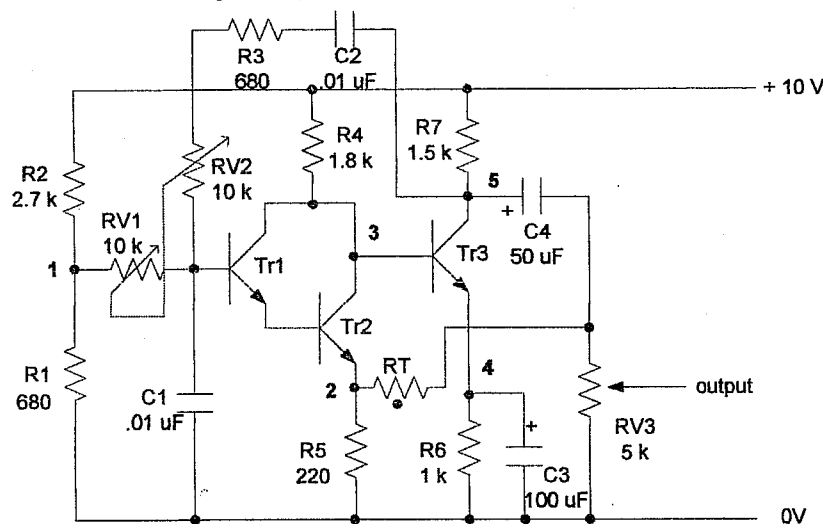 R3
680
C2
.01 uF
+ 10 V
R2
2.7 k
RV2
10 k
R4
1.8 k
R7
1.5 k
5
+
C4
50 uF
RV1
10 k
1
3
Tr1
Tr3
Tr2
RT
4
2
output
R1
680
C1
.01 uF
R5
220
R6
1 k
+
C3
100 uF
RV3
5 k
0V